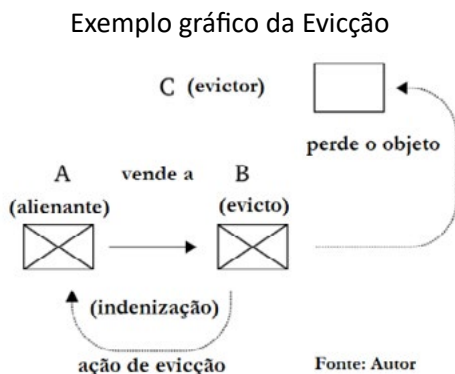 Exemplo gráfico da Evicção
C (evictor)
perde o objeto
A vende a B
(alienante) (evicto)
(indenização)
ação de evicção Fonte: Autor